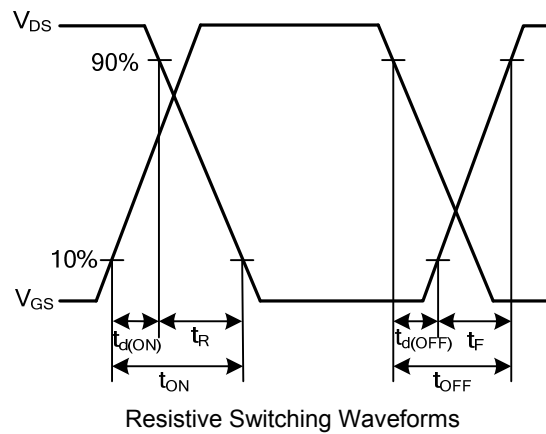 VDS
90%
10%
VGS
td(ON) tR td(OFF) tF
tON tOFF
Resistive Switching Waveforms